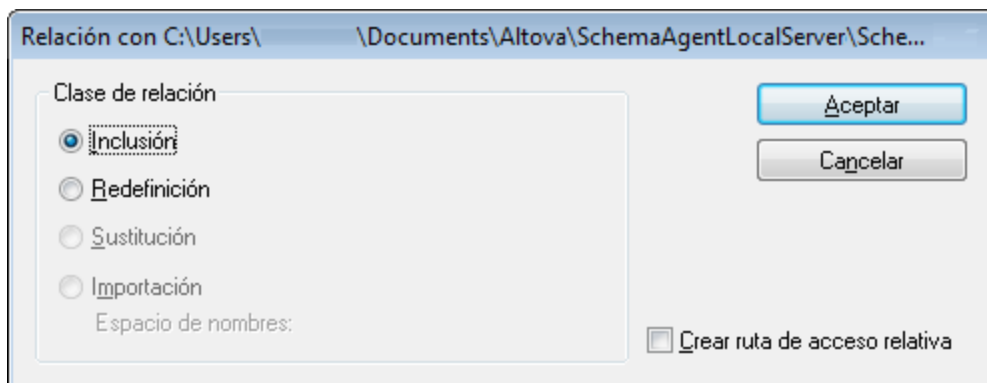 Relación con C:\Users\ \Documents\Altova\SchemaAgentLocalServer\Sche...
Clase de relación
Inclusión
Redefinición
Sustitución
Importación
Espacio de nombres:
Aceptar
Cancelar
Crear ruta de acceso relativa